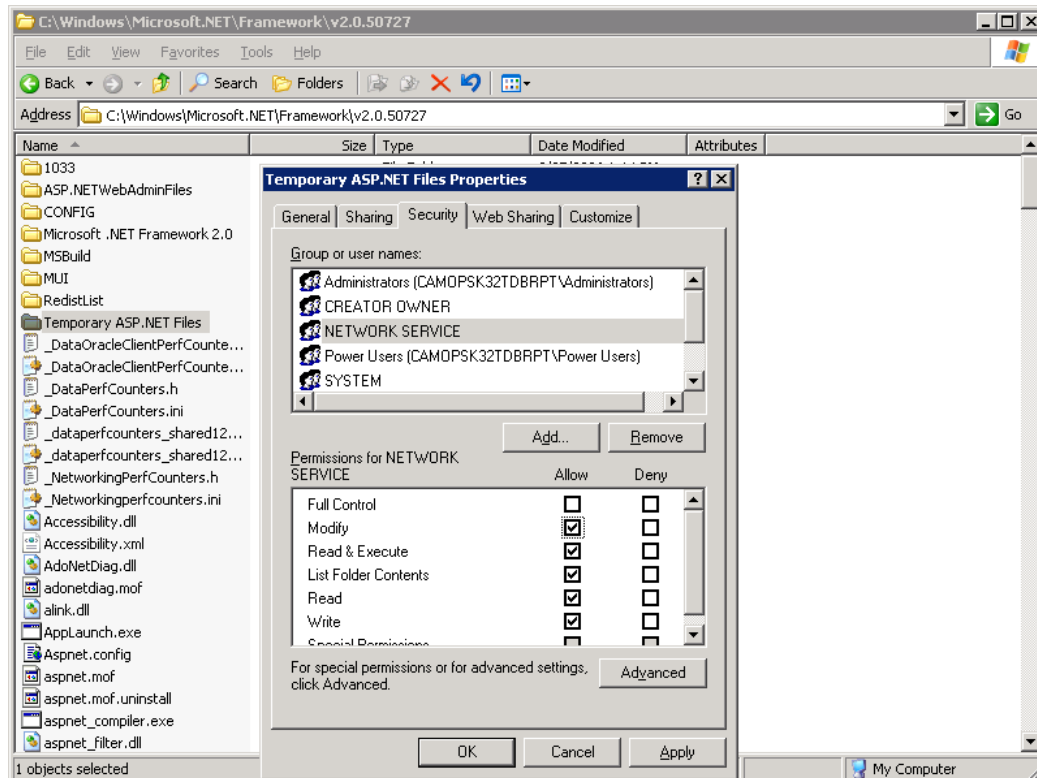 C:\Windows\Microsoft.NET\Framework\v2.0.50727
File Edit View Favorites Tools Help
Back Search Folders
Address C:\Windows\Microsoft.NET\Framework\v2.0.50727 Go
Name Size Type Date Modified Attributes
1033
ASP.NETWebAdminFiles
CONFIG
Microsoft .NET Framework 2.0
MSBuild
MUI
RedistList
Temporary ASP.NET Files
_DataOracleClientPerfCounte...
_DataOracleClientPerfCounte...
_DataPerfCounters.h
_DataPerfCounters.ini
_dataperfcounters_shared12...
_dataperfcounters_shared12...
_NetworkingPerfCounters.h
_Networkingperfcounters.ini
Accessibility.dll
Accessibility.xml
AdoNetDiag.dll
adonetdiag.mof
alink.dll
AppLaunch.exe
Aspnet.config
aspnet.mof
aspnet.mof.uninstall
aspnet_compiler.exe
aspnet_filter.dll
Temporary ASP.NET Files Properties
General Sharing Security Web Sharing Customize
Group or user names:
Administrators (CAMOPSK32TDBRPT\Administrators)
CREATOR OWNER
NETWORK SERVICE
Power Users (CAMOPSK32TDBRPT\Power Users)
SYSTEM
Add... Remove
Permissions for NETWORK
SERVICE Allow Deny
Full Control
Modify
Read & Execute
List Folder Contents
Read
Write
Special Permissions
For special permissions or for advanced settings,
click Advanced.
Advanced
OK Cancel Apply
1 objects selected
My Computer